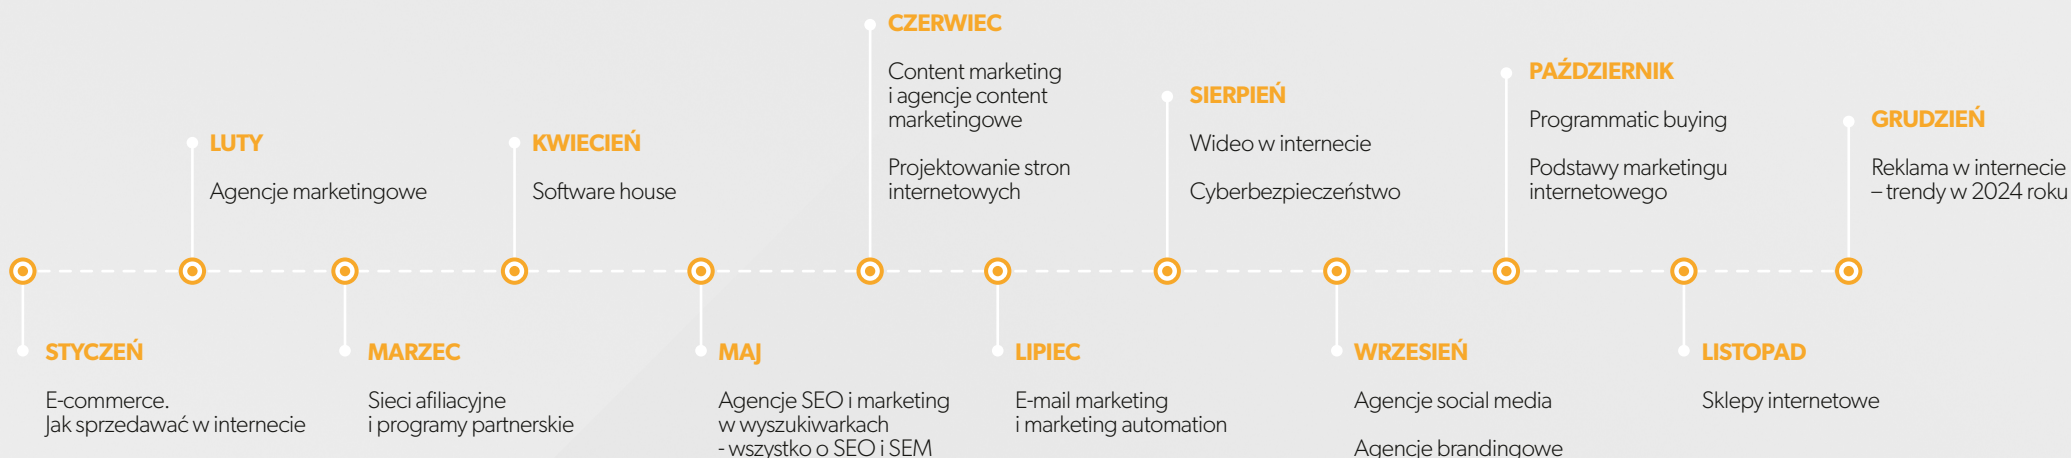 STYCZEŃ
E-commerce.
Jak sprzedawać w internecie
LUTY
Agencje marketingowe
MARZEC
Sieci afiliacyjne
i programy partnerskie
KWIECIEŃ
Software house
MAJ
Agencje SEO i marketing
w wyszukiwarkach
- wszystko o SEO i SEM
CZERWIEC
Content marketing
i agencje content
marketingowe
Projektowanie stron
internetowych
LIPIEC
E-mail marketing
i marketing automation
SIERPIEŃ
Wideo w internecie
Cyberbezpieczeństwo
WRZESIEŃ
Agencje social media
Agencje brandingowe
PAŹDZIERNIK
Programmatic buying
Podstawy marketingu
internetowego
LISTOPAD
Sklepy internetowe
GRUDZIEŃ
Reklama w internecie
– trendy w 2024 roku